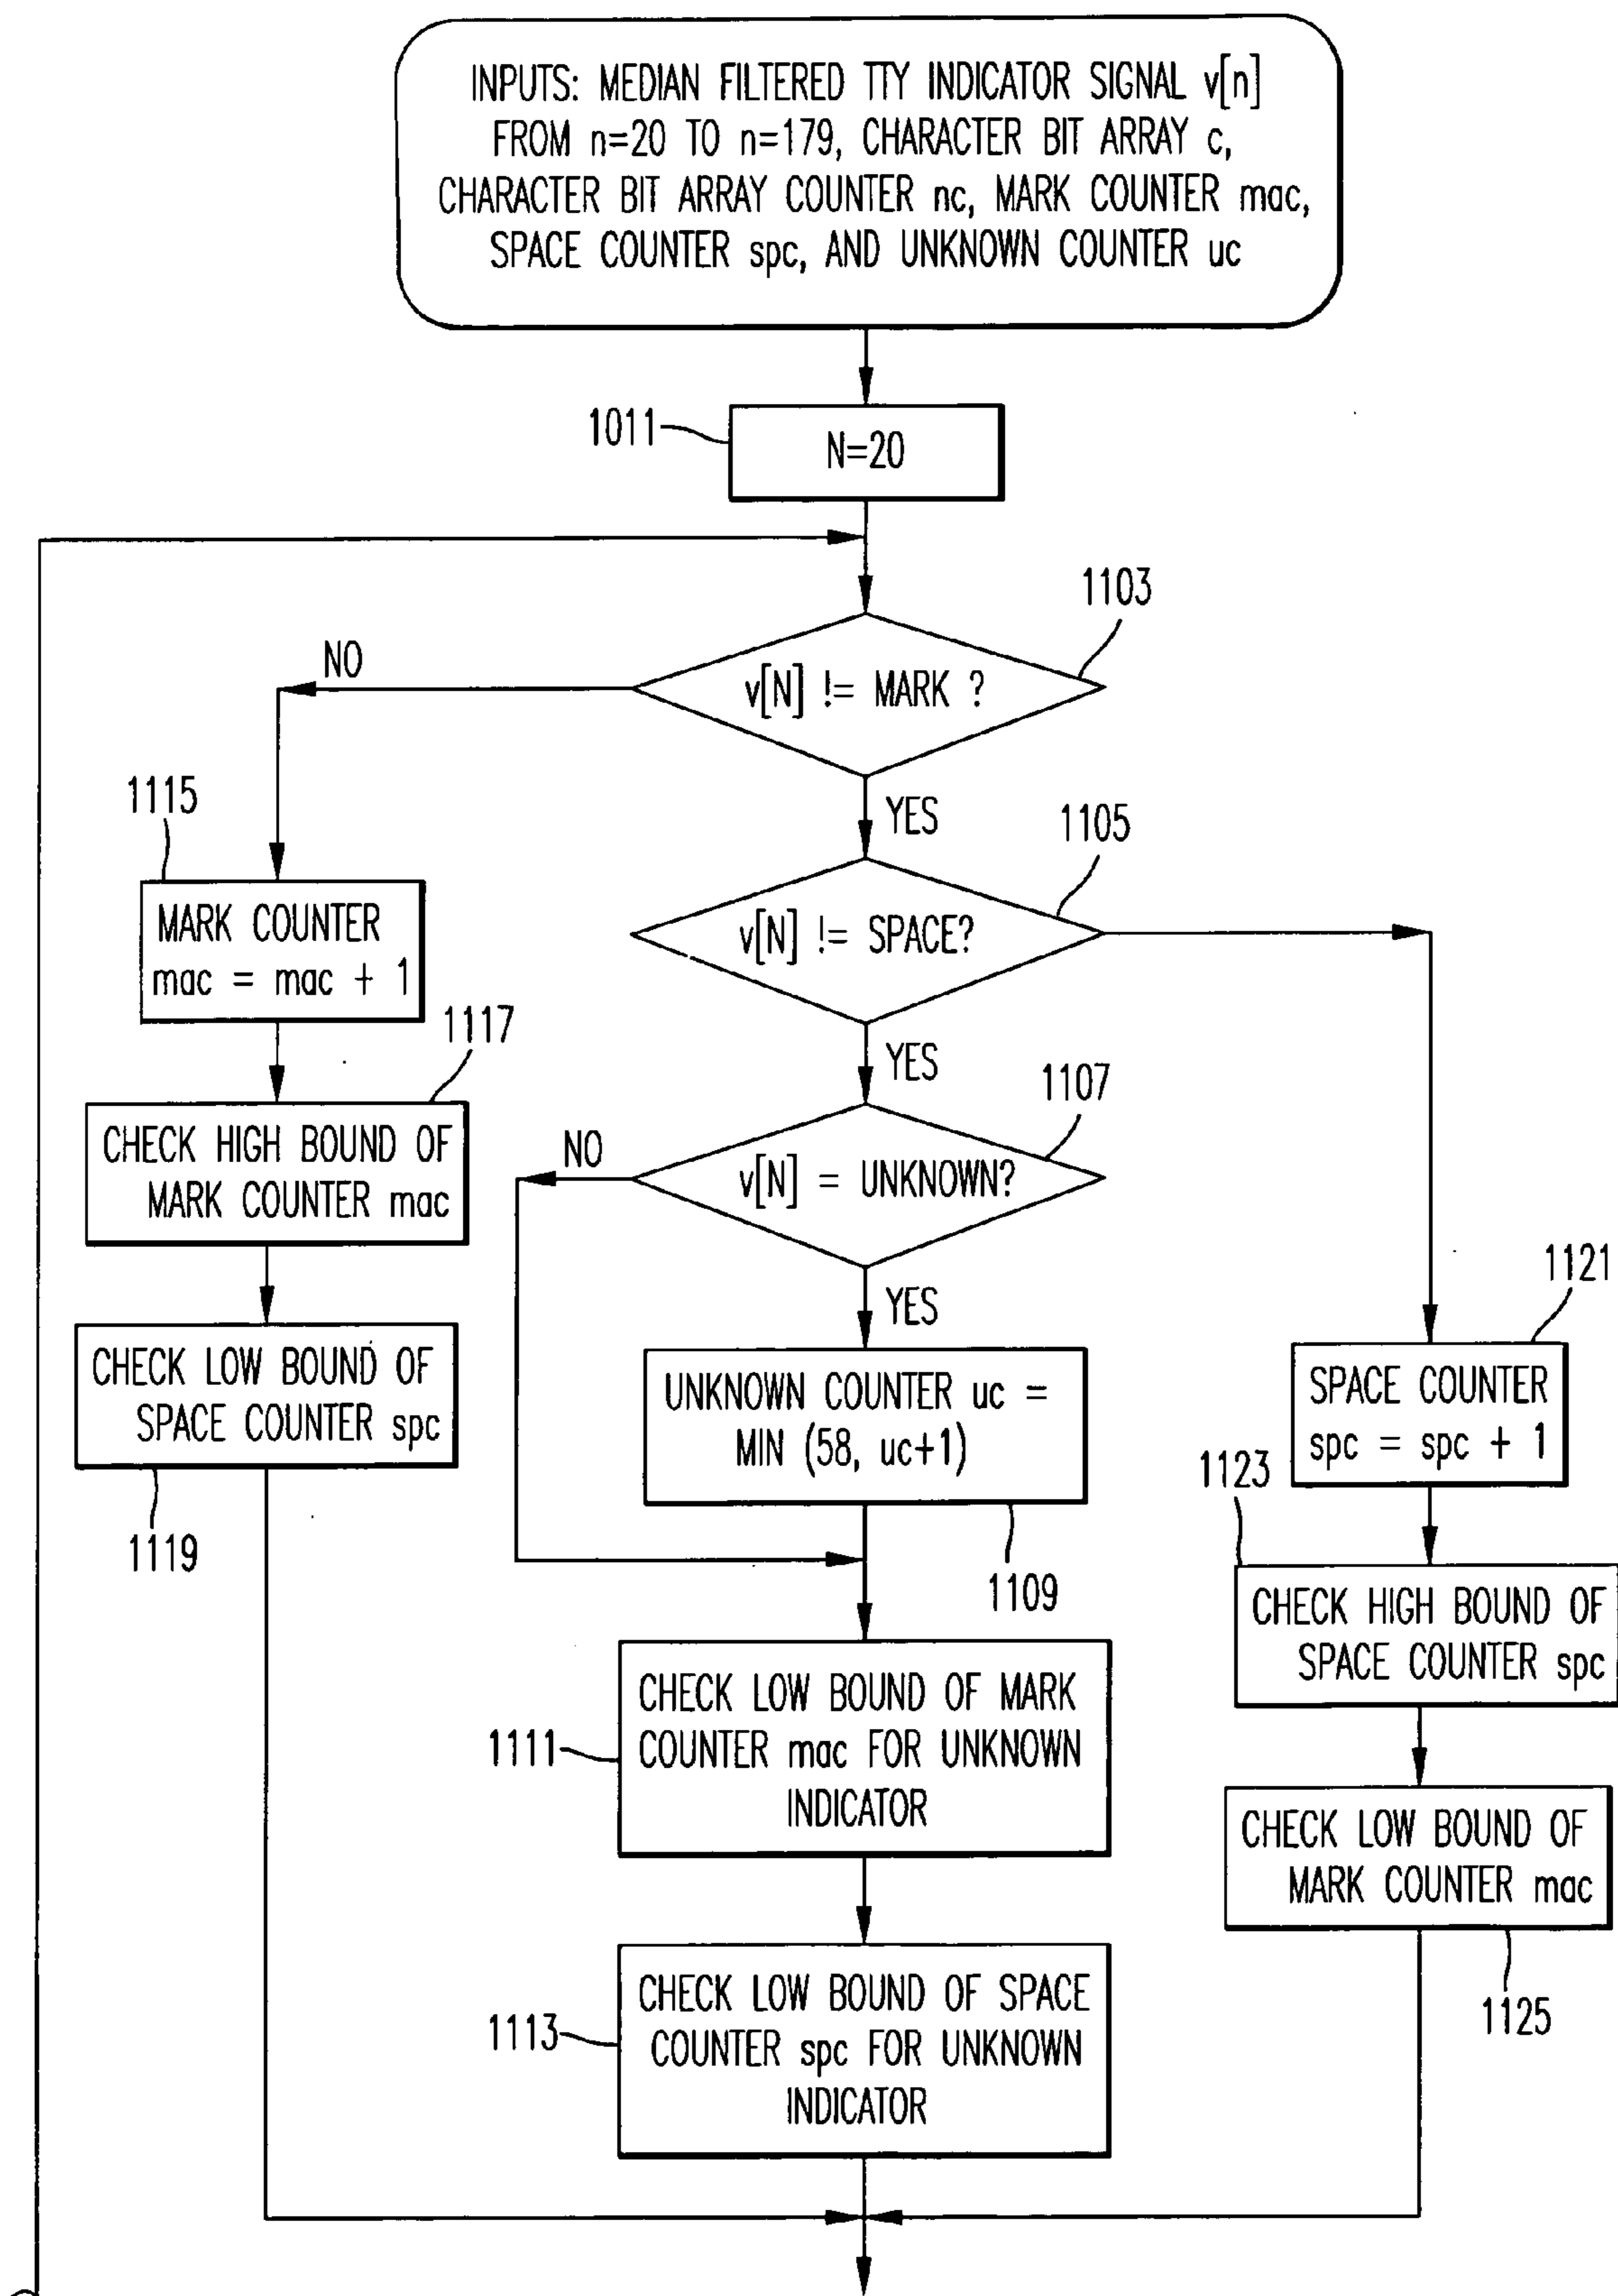 INPUTS: MEDIAN FILTERED TTY INDICATOR SIGNAL v[n]
FROM n=20 TO n=179, CHARACTER BIT ARRAY c,
CHARACTER BIT ARRAY COUNTER nc, MARK COUNTER mac,
SPACE COUNTER spc, AND UNKNOWN COUNTER uc
1011
N=20
1103
NO
v[N] != MARK ?
1115
YES
1105
MARK COUNTER
mac = mac + 1
v[N] != SPACE?
1117
YES
1107
CHECK HIGH BOUND OF
MARK COUNTER mac
NO
v[N] = UNKNOWN?
1121
YES
CHECK LOW BOUND OF
SPACE COUNTER spc
UNKNOWN COUNTER uc =
MIN (58, uc+1)
SPACE COUNTER
spc = spc + 1
1123
1119
1109
CHECK HIGH BOUND OF
SPACE COUNTER spc
1111
CHECK LOW BOUND OF MARK
COUNTER mac FOR UNKNOWN
INDICATOR
CHECK LOW BOUND OF
MARK COUNTER mac
1113
CHECK LOW BOUND OF SPACE
COUNTER spc FOR UNKNOWN
INDICATOR
1125